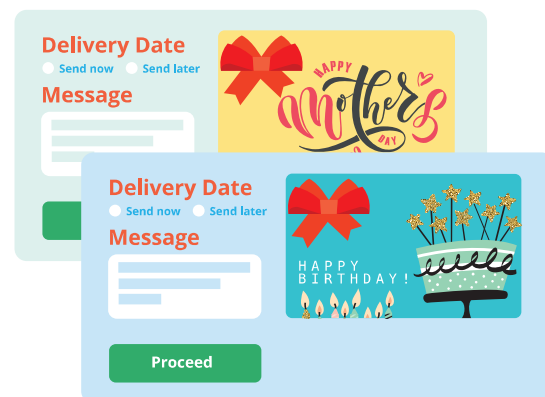 Delivery Date
Send now Send later
Message
HAPPY
Mother's
DAY
Delivery Date
Send now Send later
Message
HAPPY
BIRTHDAY!
Proceed